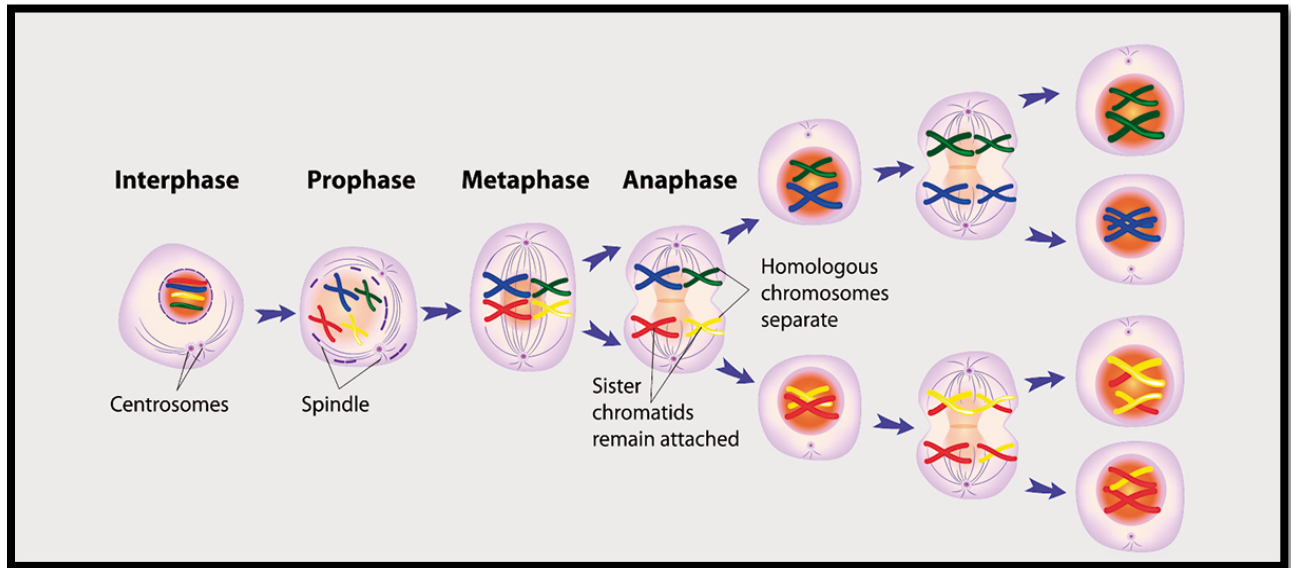 Interphase
Prophase
Metaphase
Anaphase
Homologous
chromosomes
separate
Centrosomes
Spindle
Sister
chromatids
remain attached